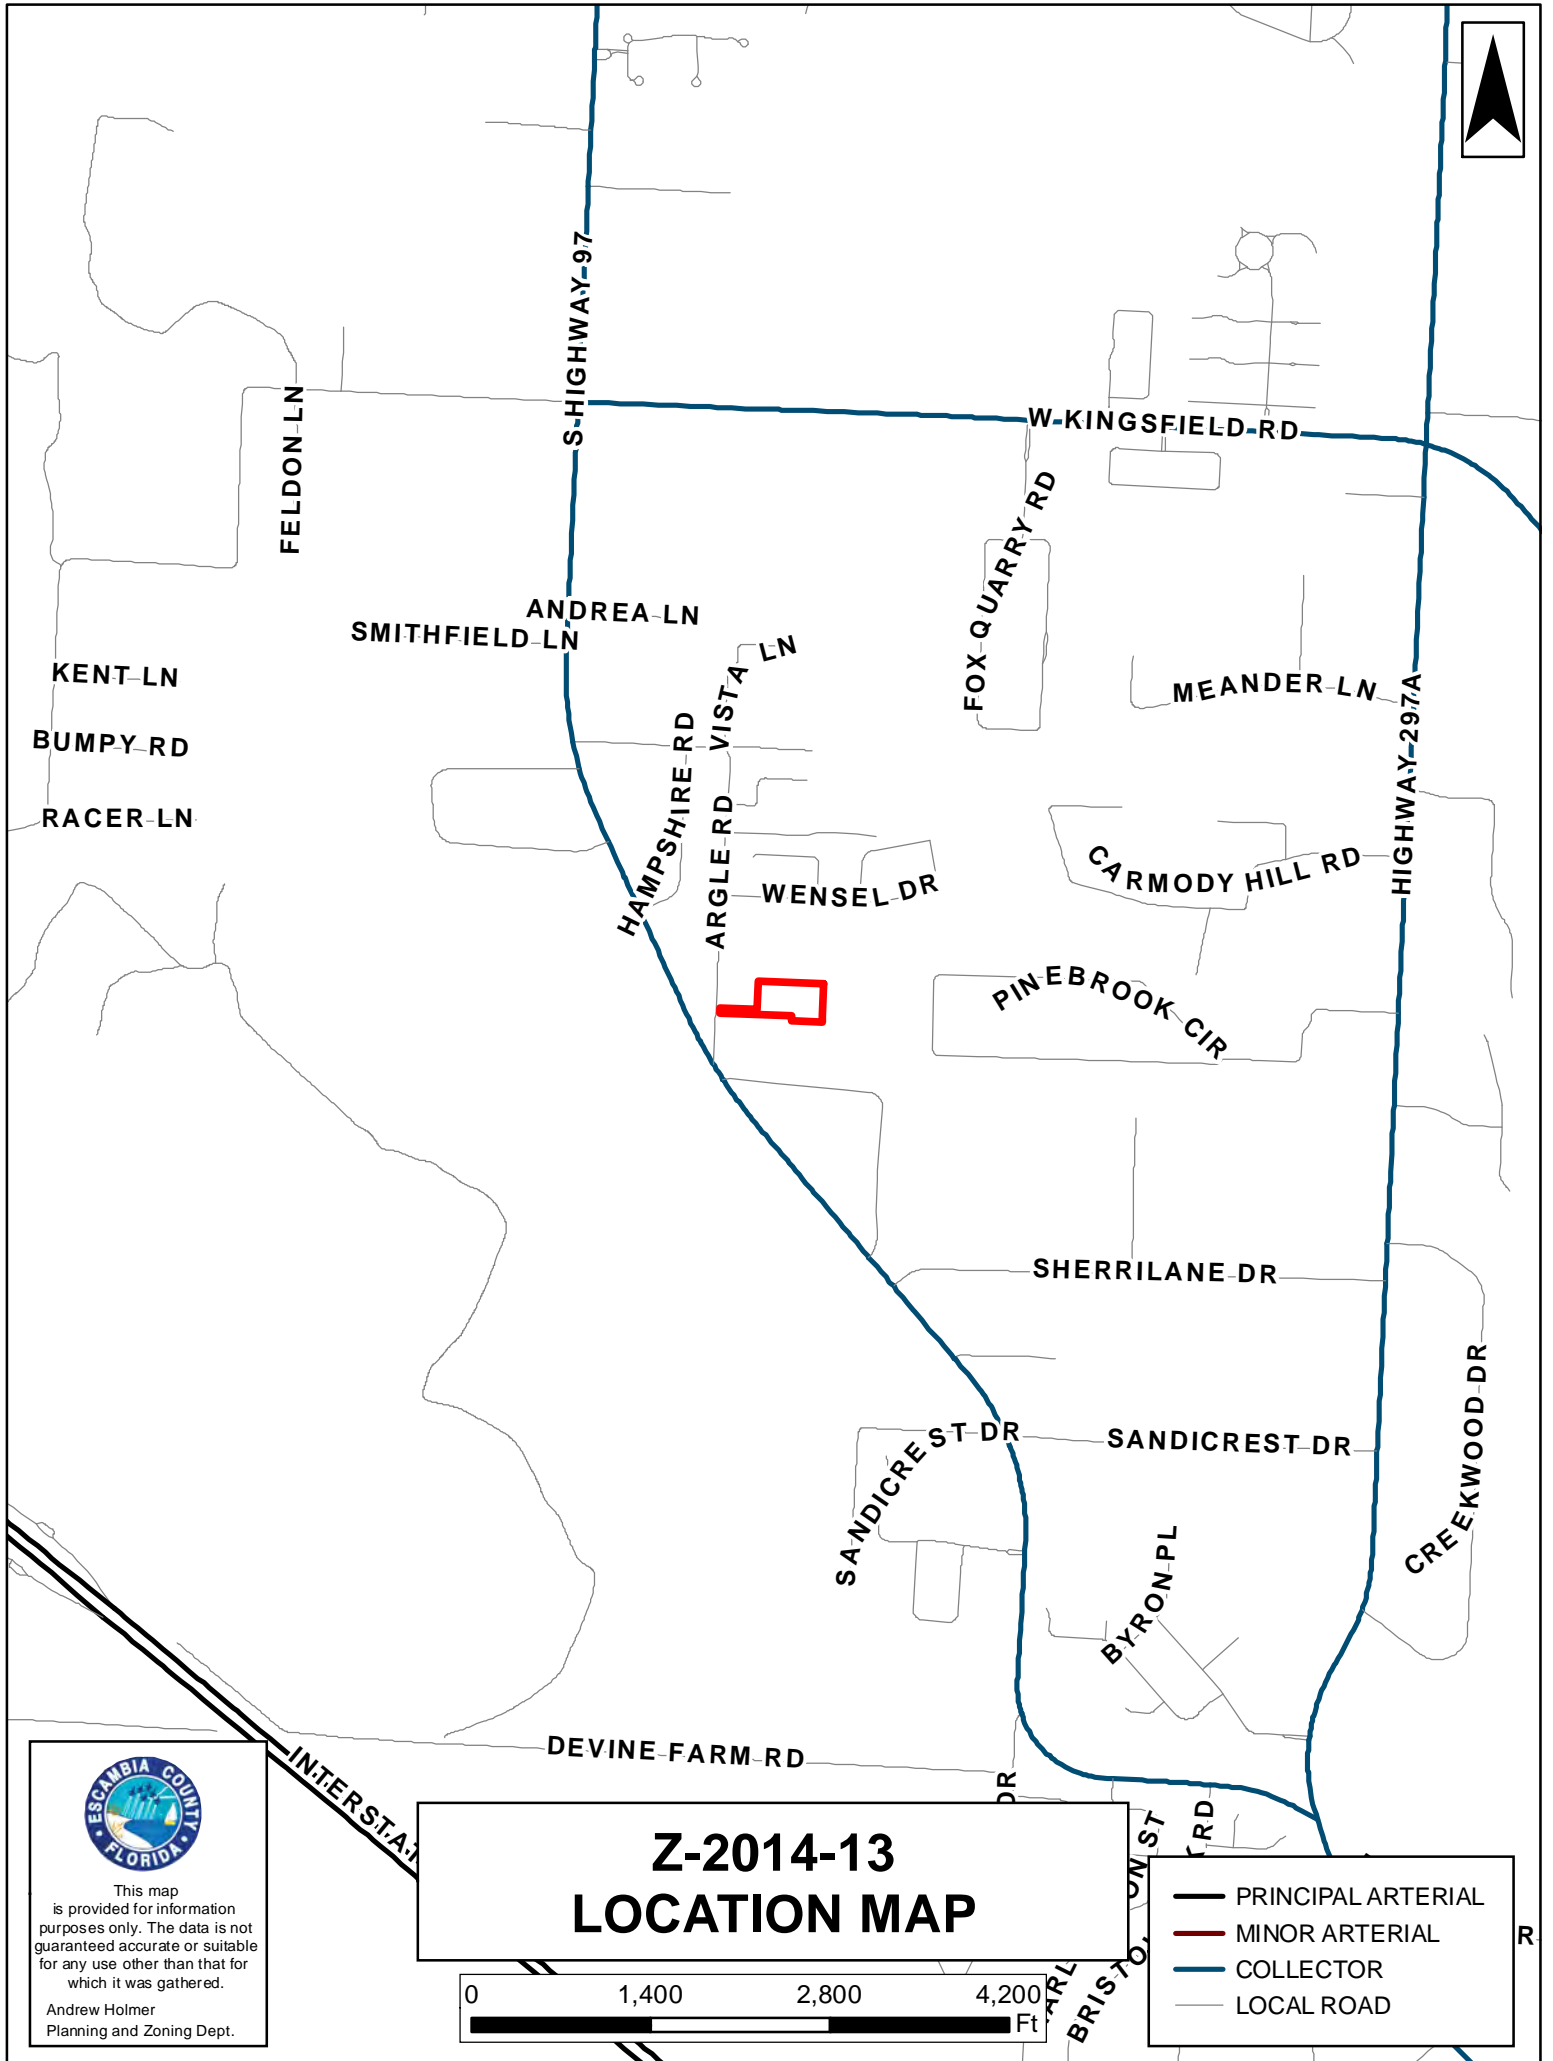 S HIGHWAY 97
W KINGSFIELD RD
FELDON LN
FOX QUARRY RD
ANDREA LN
SMITHFIELD LN
VISTA LN
KENT LN
MEANDER LN
HIGHWAY 297A
BUMPY RD
HAMPSHIRE RD
ARGLE RD
RACER LN
CARMODY HILL RD
WENSEL DR
PINEBROOK CIR
SHERRILANE DR
SANDICREST DR
SANDICREST DR
CREEKWOOD DR
BYRON PL
DEVINE FARM RD
DR
ESCAMBIA COUNTY
FLORIDA
This map
is provided for information
purposes only. The data is not
guaranteed accurate or suitable
for any use other than that for
which it was gathered.
Andrew Holmer
Planning and Zoning Dept.
Z-2014-13
LOCATION MAP
0 1,400 2,800 4,200
Ft
PRINCIPAL ARTERIAL
MINOR ARTERIAL
COLLECTOR
LOCAL ROAD